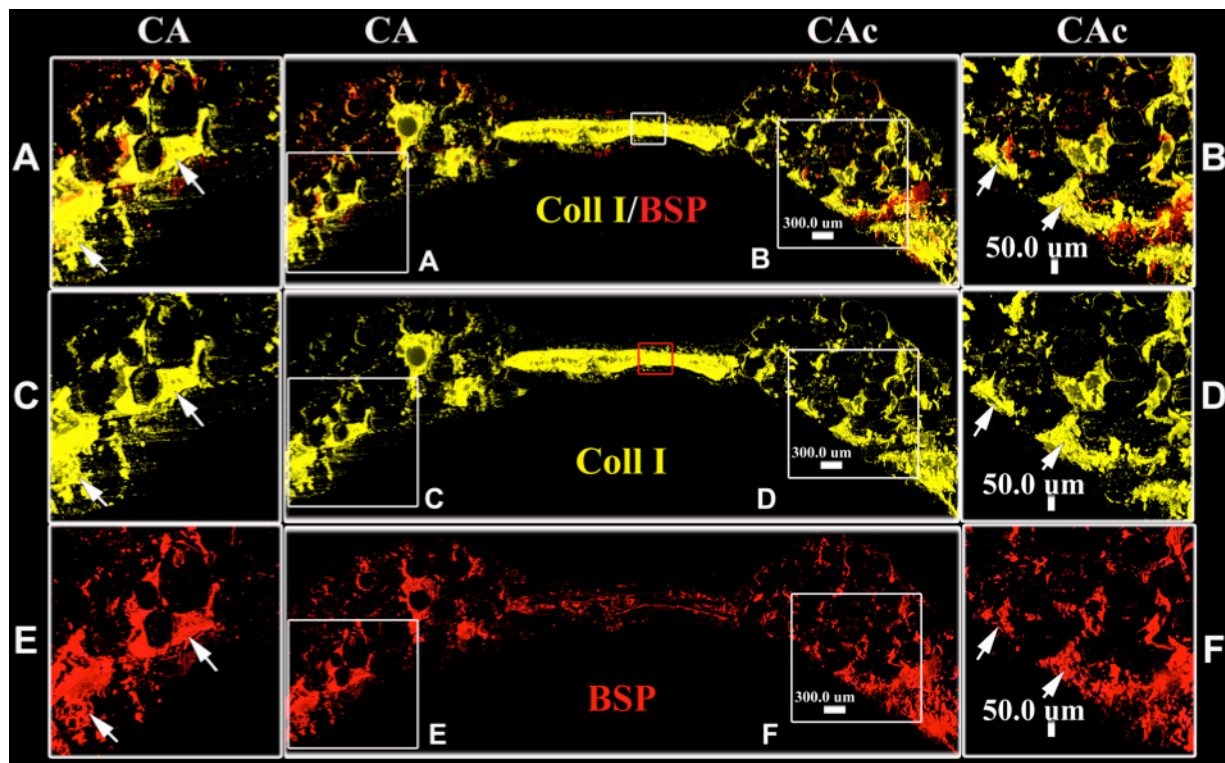 CA CA CAc CAc
A
Coll I/BSP
300.0 um
A B
50.0 um
B
C
Coll I
300.0 um
C D
50.0 um
D
E
BSP
300.0 um
E F
50.0 um
F